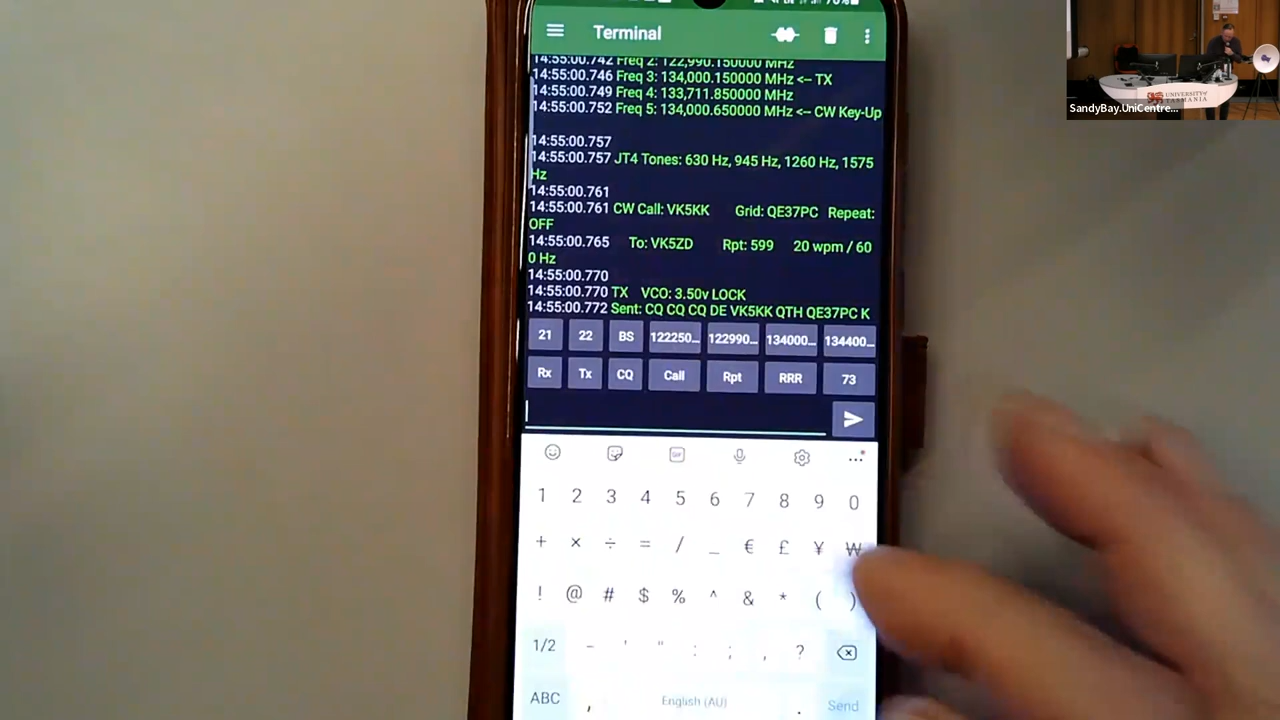 Terminal
14:55:00.742 Freq 2: 122,990.150000 MHz
14:55:00.746 Freq 3: 134,000.150000 MHz <-- TX
14:55:00.749 Freq 4: 133,711.850000 MHz
14:55:00.752 Freq 5: 134,000.650000 MHz <-- CW Key-Up
14:55:00.757
14:55:00.757 JT4 Tones: 630 Hz, 945 Hz, 1260 Hz, 1575
Hz
14:55:00.761
14:55:00.761 CW Call: VK5KK Grid: QE37PC Repeat:
OFF
14:55:00.765 To: VK5ZD Rpt: 599 20 wpm / 60
0 Hz
14:55:00.770
14:55:00.770 TX VCO: 3.50v LOCK
14:55:00.772 Sent: CQ CQ CQ DE VK5KK QTH QE37PC K
21 22 BS 122250... 122990... 134000... 134400...
Rx Tx CQ Call Rpt RRR 73
GIF
1 2 3 4 5 6 7 8 9 0
+ × ÷ = / _ € £ ¥ ₩
! @ # $ % ^ & * ( )
1/2 - ' " : ; , ?
ABC , English (AU) . Send
UNIVERSITY of
TASMANIA
SandyBay.UniCentre...